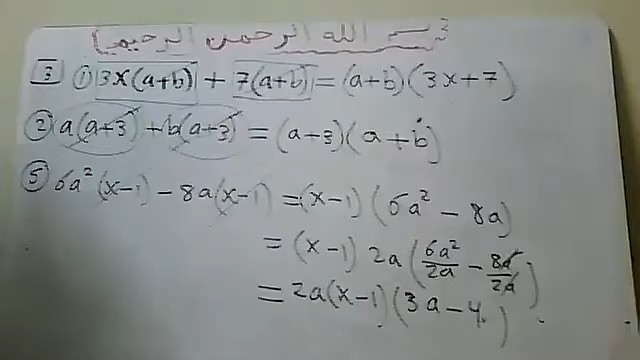 بسم الله الرحمن الرحيم
3 ① 3x(a+b) + 7(a+b) = (a+b)(3x+7)
② a(a+3) + b(a+3) = (a+3)(a+b)
⑤ 6a² (x-1) - 8a(x-1) = (x-1) (6a² - 8a)
= (x-1) 2a (6a²/2a - 8a/2a)
= 2a(x-1)(3a-4)